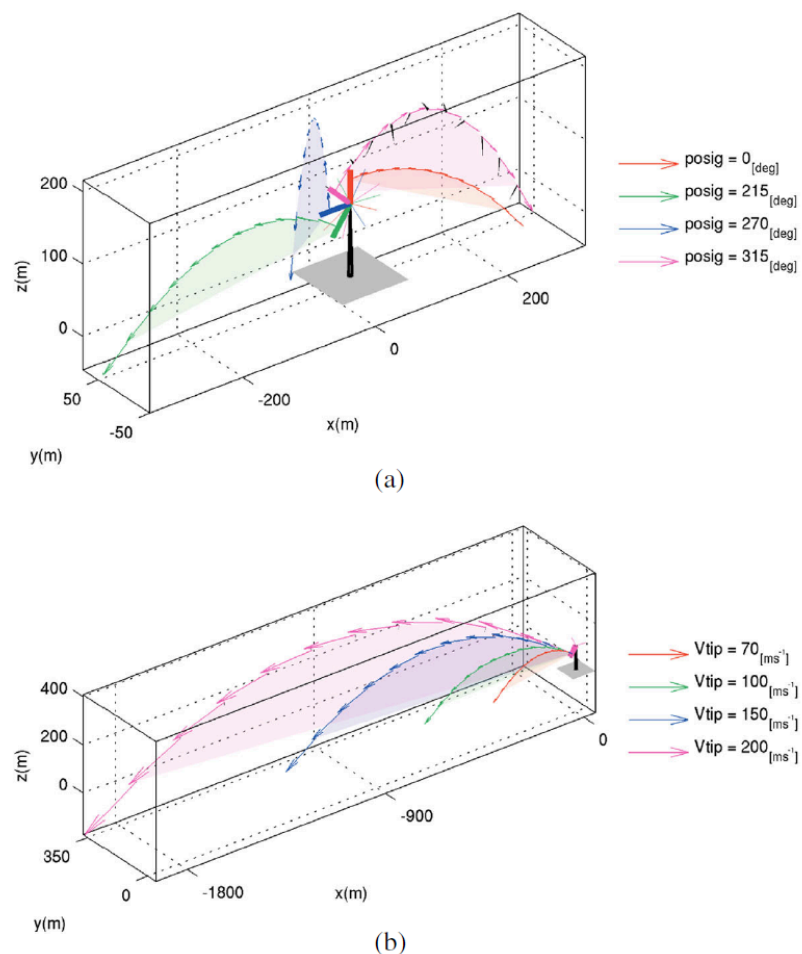 200
100
0
z(m)
50
-50
y(m)
-200
0
200
x(m)
posig = 0[deg]
posig = 215[deg]
posig = 270[deg]
posig = 315[deg]
(a)
400
200
0
z(m)
350
0
y(m)
-1800
-900
0
x(m)
Vtip = 70[ms⁻¹]
Vtip = 100[ms⁻¹]
Vtip = 150[ms⁻¹]
Vtip = 200[ms⁻¹]
(b)